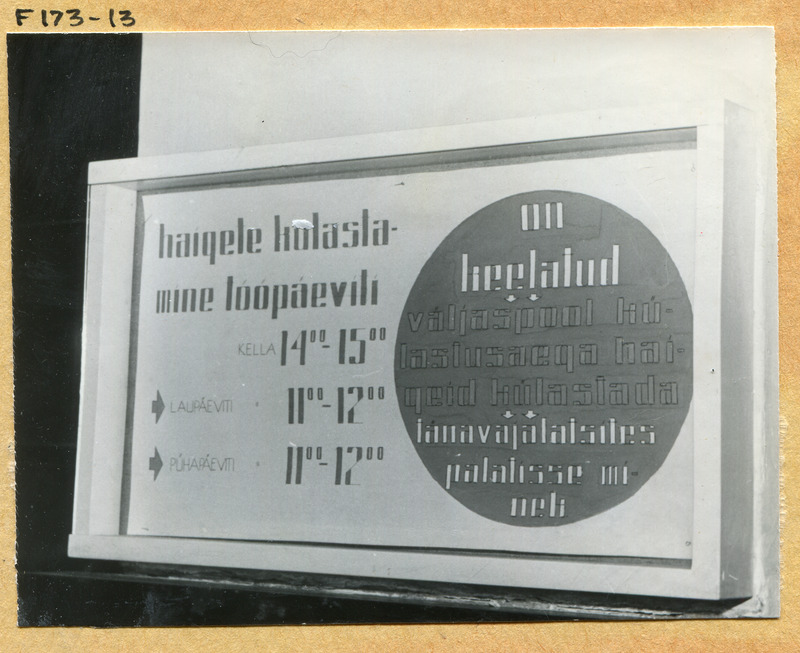 F173-13
haigele külasta-
mine tööpäeviti
KELLA 14⁰⁰-15⁰⁰
LAUPÄEVITI 11⁰⁰-12⁰⁰
PÜHAPÄEVITI 11⁰⁰-12⁰⁰
on
keelatud
väljaspool kü-
lastusaega hai-
geid külastada
tänavajalatsites
palatisse mi-
nek